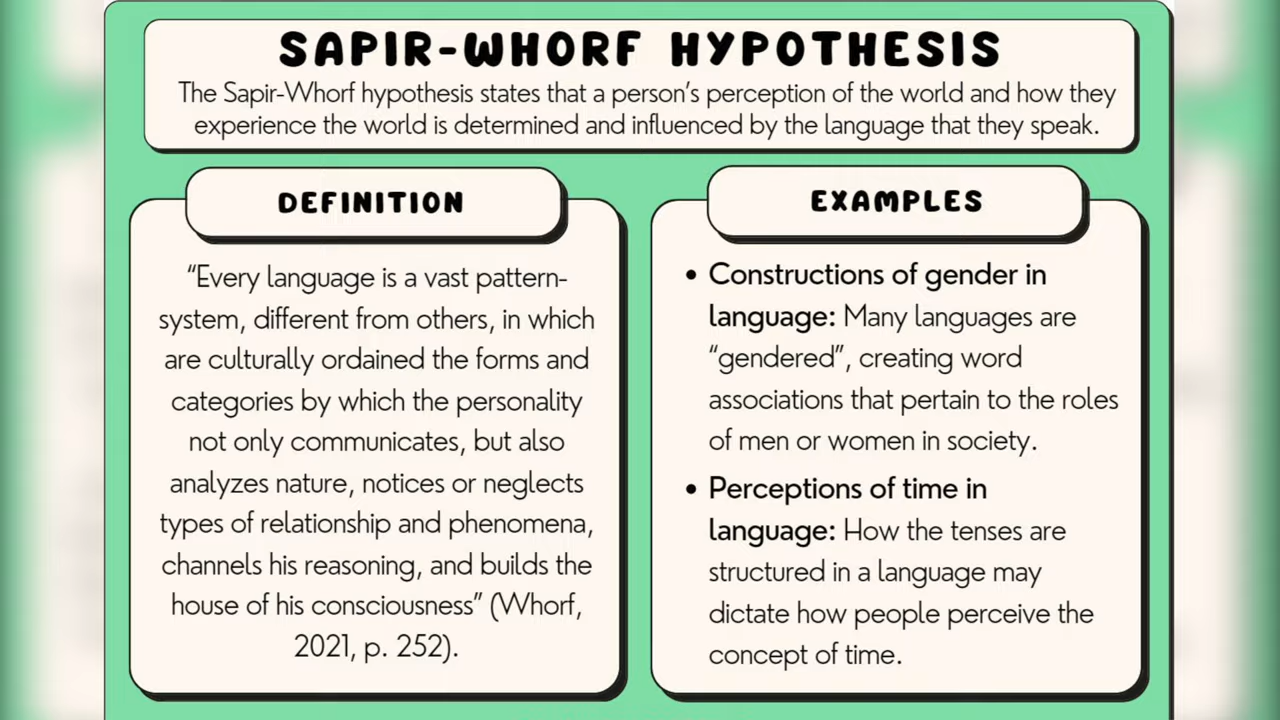 SAPIR-WHORF HYPOTHESIS
The Sapir-Whorf hypothesis states that a person's perception of the world and how they
experience the world is determined and influenced by the language that they speak.
DEFINITION
“Every language is a vast pattern-
system, different from others, in which
are culturally ordained the forms and
categories by which the personality
not only communicates, but also
analyzes nature, notices or neglects
types of relationship and phenomena,
channels his reasoning, and builds the
house of his consciousness” (Whorf,
2021, p. 252).
EXAMPLES
• Constructions of gender in
language: Many languages are
“gendered”, creating word
associations that pertain to the roles
of men or women in society.
• Perceptions of time in
language: How the tenses are
structured in a language may
dictate how people perceive the
concept of time.